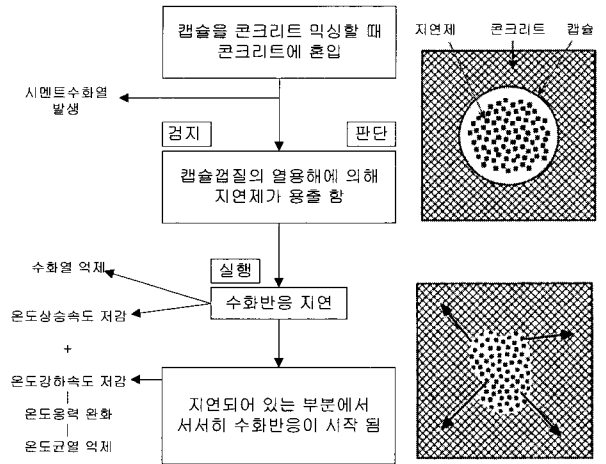 캡슐을 콘크리트 믹싱할 때
콘크리트에 혼입
지연제 콘크리트 캡슐
시멘트수화열
발생
검지 판단
캡슐껍질의 열용해에 의해
지연제가 용출 함
실행
수화열 억제
수화반응 지연
온도상승속도 저감
+
온도강하속도 저감
온도응력 완화
온도균열 억제
지연되어 있는 부분에서
서서히 수화반응이 시작 됨